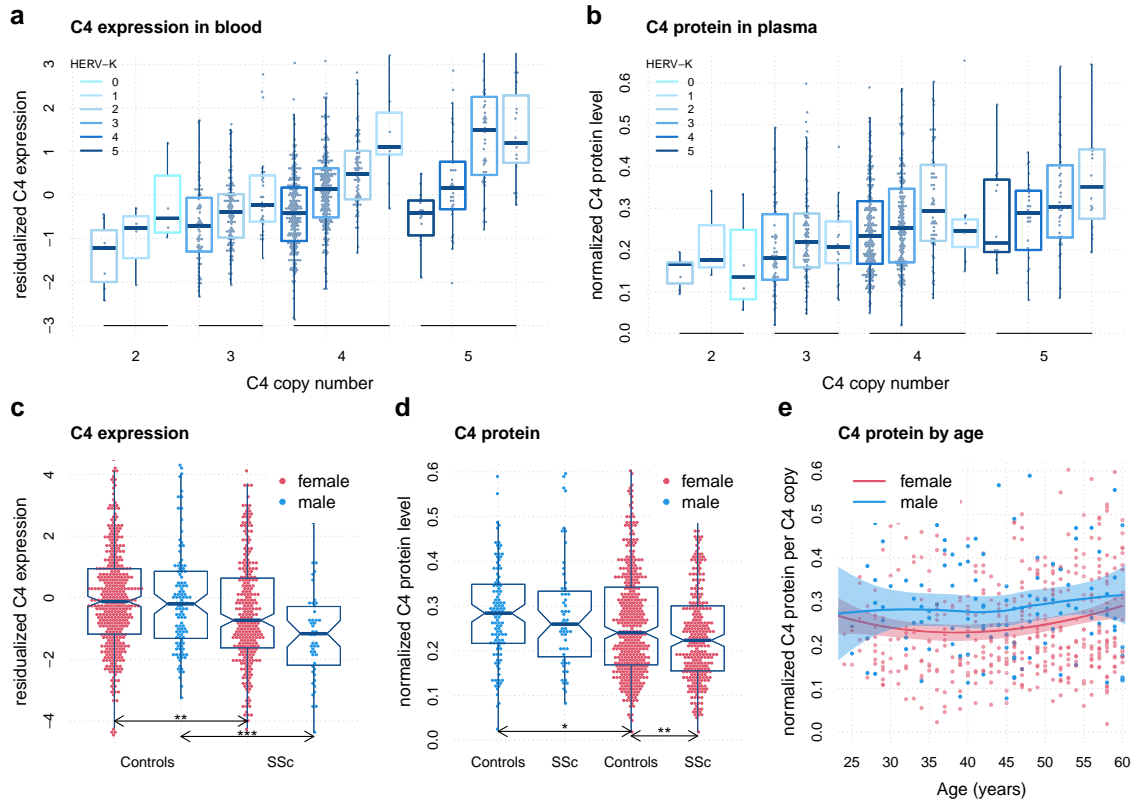 a
C4 expression in blood
HERV−K
0
1
2
3
4
5
residualized C4 expression
3
2
1
0
−1
−2
−3
2 3 4 5
C4 copy number
b
C4 protein in plasma
HERV−K
0
1
2
3
4
5
normalized C4 protein level
0.6
0.5
0.4
0.3
0.2
0.1
0.0
2 3 4 5
C4 copy number
c
C4 expression
female
male
residualized C4 expression
4
2
0
−2
−4
**
***
Controls SSc
d
C4 protein
female
male
normalized C4 protein level
0.6
0.5
0.4
0.3
0.2
0.1
0.0
*
**
Controls SSc Controls SSc
e
C4 protein by age
female
male
normalized C4 protein per C4 copy
0.6
0.5
0.4
0.3
0.2
0.1
0.0
25 30 35 40 45 50 55 60
Age (years)